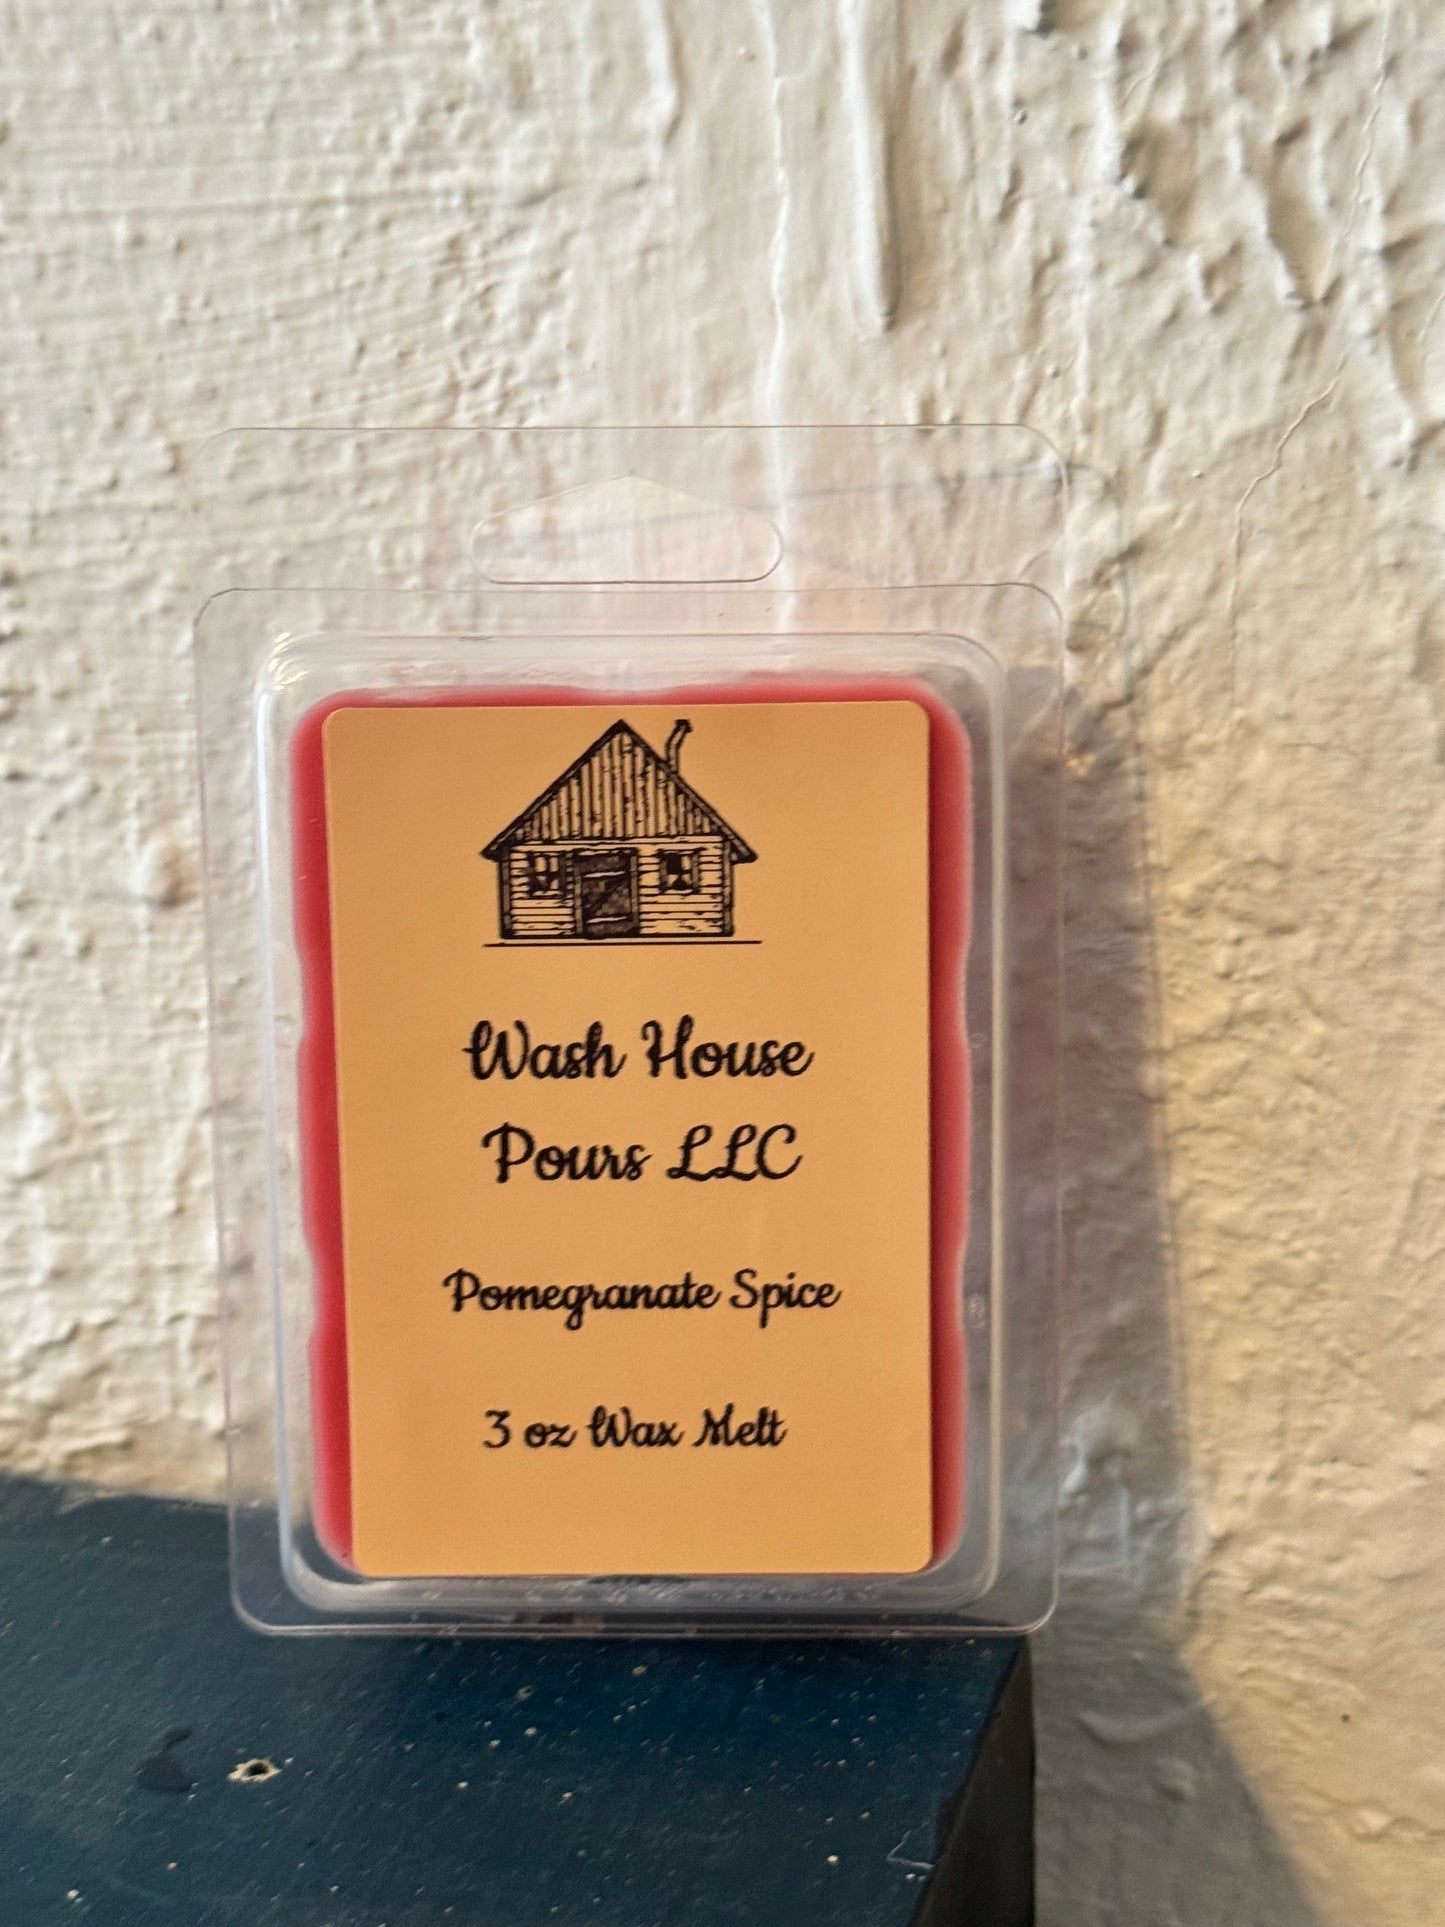 Wash House
Pours LLC
Pomegranate Spice
3 oz Wax Melt